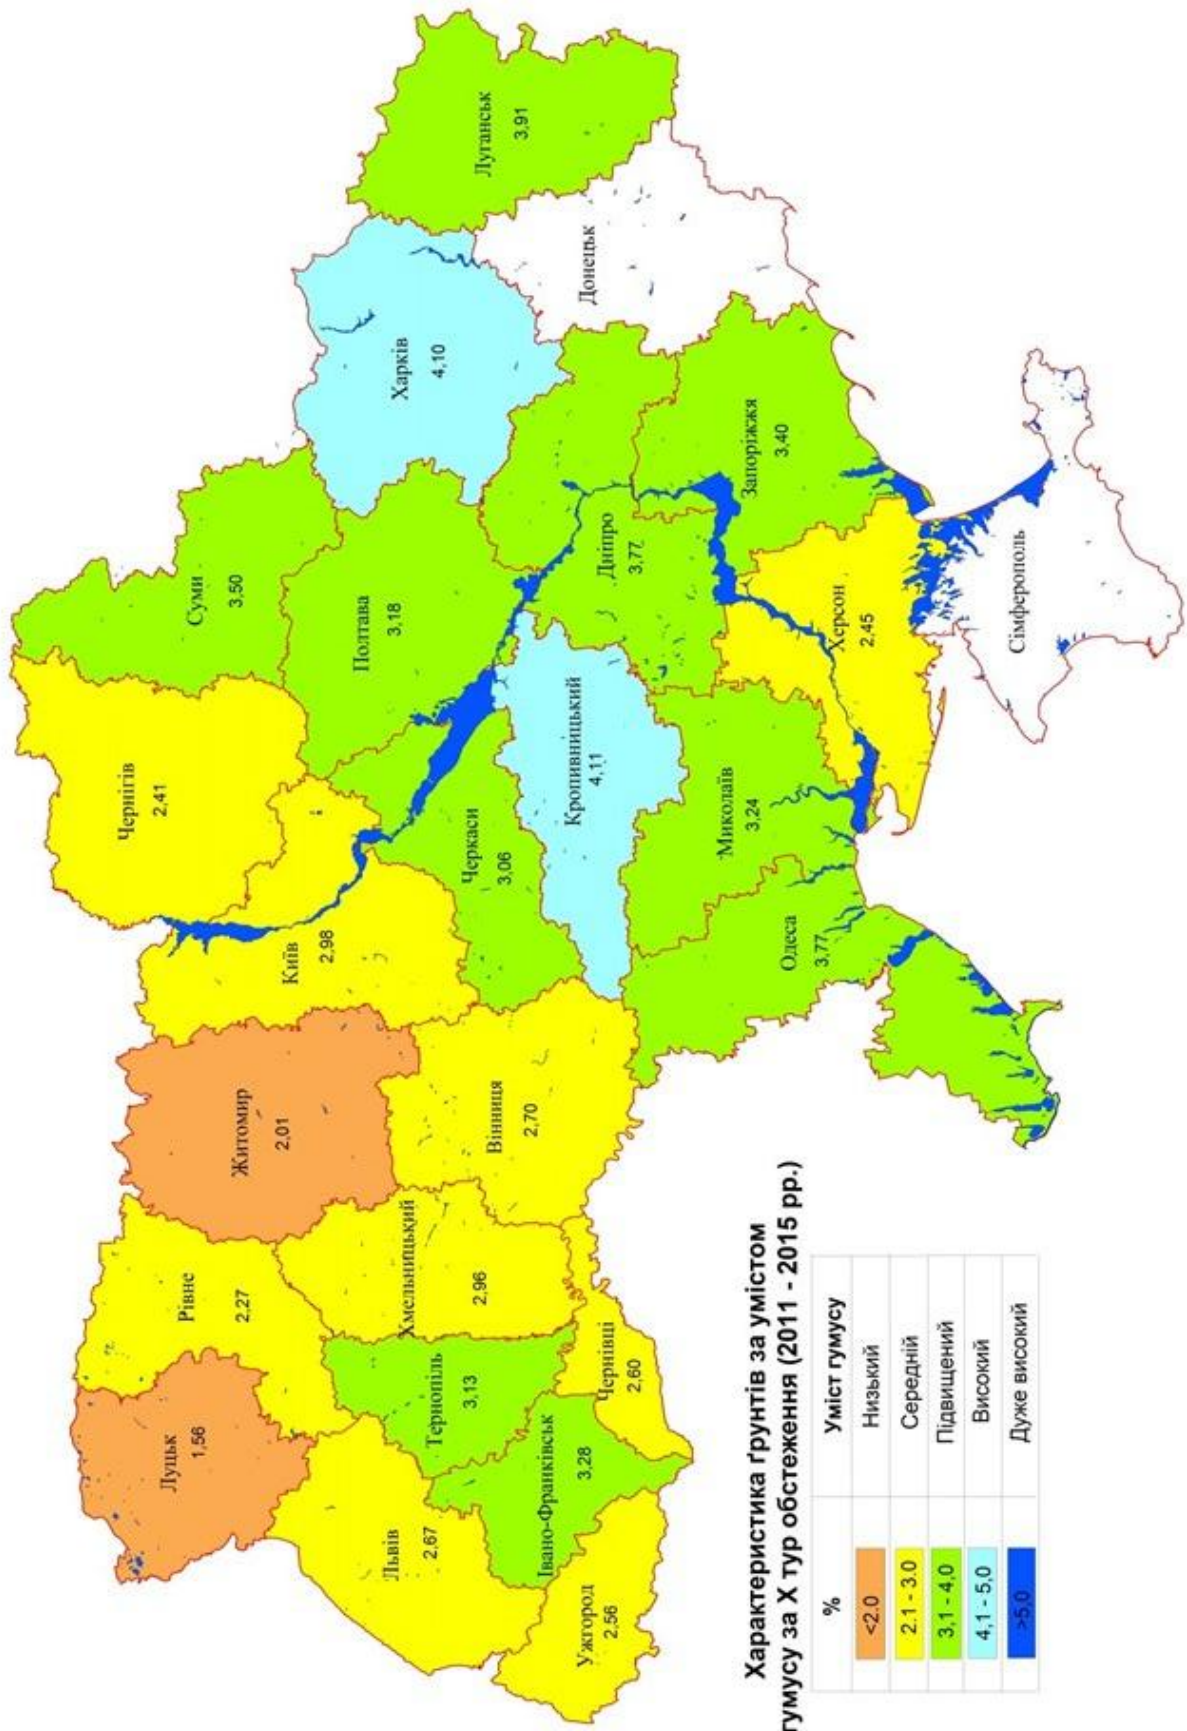 Луцьк
1,56
Рівне
2,27
Житомир
2,01
Чернігів
2,41
Суми
3,50
Київ
2,98
Львів
2,67
Тернопіль
3,13
Хмельницький
2,96
Вінниця
2,70
Черкаси
3,06
Полтава
3,18
Харків
4,10
Луганськ
3,91
Ужгород
2,56
Івано-Франківськ
3,28
Чернівці
2,60
Кропивницький
4,11
Дніпро
3,77
Донецьк
Одеса
3,77
Миколаїв
3,24
Запоріжжя
3,40
Херсон
2,45
Сімферополь
Характеристика ґрунтів за умістом
гумусу за X тур обстеження (2011 - 2015 рр.)
% Уміст гумусу
<2.0 Низький
2.1 - 3.0 Середній
3,1 - 4,0 Підвищений
4,1 - 5,0 Високий
>5,0 Дуже високий